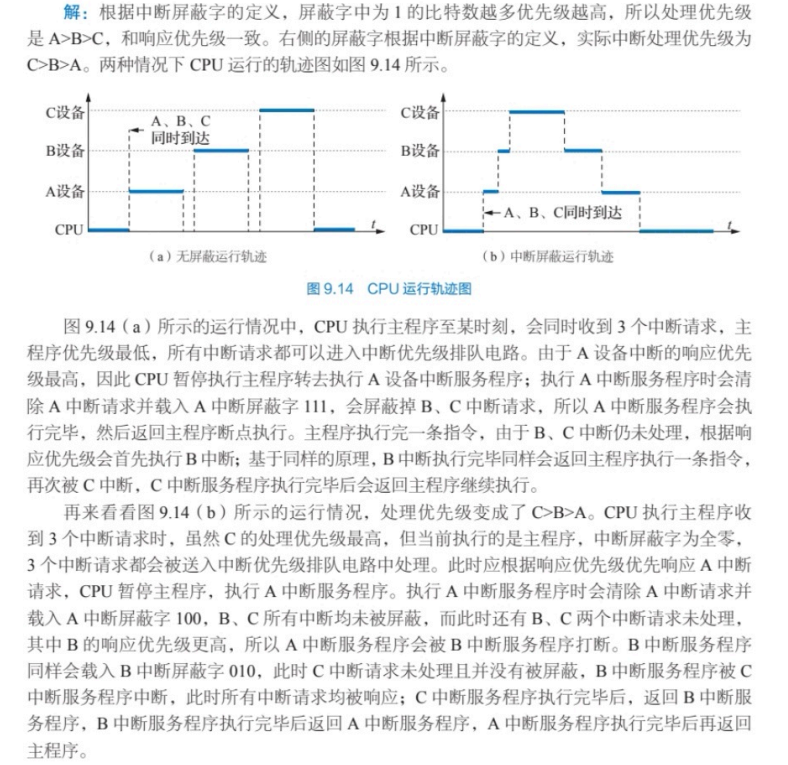 解：根据中断屏蔽字的定义，屏蔽字中为 1 的比特数越多优先级越高，所以处理优先级
是 A>B>C，和响应优先级一致。右侧的屏蔽字根据中断屏蔽字的定义，实际中断处理优先级为
C>B>A。两种情况下 CPU 运行的轨迹图如图 9.14 所示。
C设备
A、B、C
同时到达
B设备
A设备
CPU
t
（a）无屏蔽运行轨迹
C设备
B设备
A设备
A、B、C同时到达
CPU
t
（b）中断屏蔽运行轨迹
图 9.14 CPU 运行轨迹图
图 9.14（a）所示的运行情况中，CPU 执行主程序至某时刻，会同时收到 3 个中断请求，主
程序优先级最低，所有中断请求都可以进入中断优先级排队电路。由于 A 设备中断的响应优先
级最高，因此 CPU 暂停执行主程序转去执行 A 设备中断服务程序；执行 A 中断服务程序时会清
除 A 中断请求并载入 A 中断屏蔽字 111，会屏蔽掉 B、C 中断请求，所以 A 中断服务程序会执
行完毕，然后返回主程序断点执行。主程序执行完一条指令，由于 B、C 中断仍未处理，根据响
应优先级会首先执行 B 中断；基于同样的原理，B 中断执行完毕同样会返回主程序执行一条指令，
再次被 C 中断，C 中断服务程序执行完毕后会返回主程序继续执行。
再来看看图 9.14（b）所示的运行情况，处理优先级变成了 C>B>A。CPU 执行主程序收
到 3 个中断请求时，虽然 C 的处理优先级最高，但当前执行的是主程序，中断屏蔽字为全零，
3 个中断请求都会被送入中断优先级排队电路中处理。此时应根据响应优先级优先响应 A 中断
请求，CPU 暂停主程序，执行 A 中断服务程序。执行 A 中断服务程序时会清除 A 中断请求并
载入 A 中断屏蔽字 100，B、C 所有中断均未被屏蔽，而此时还有 B、C 两个中断请求未处理，
其中 B 的响应优先级更高，所以 A 中断服务程序会被 B 中断服务程序打断。B 中断服务程序
同样会载入 B 中断屏蔽字 010，此时 C 中断请求未处理且并没有被屏蔽，B 中断服务程序被 C
中断服务程序中断，此时所有中断请求均被响应；C 中断服务程序执行完毕后，返回 B 中断服
务程序，B 中断服务程序执行完毕后返回 A 中断服务程序，A 中断服务程序执行完毕后再返回
主程序。